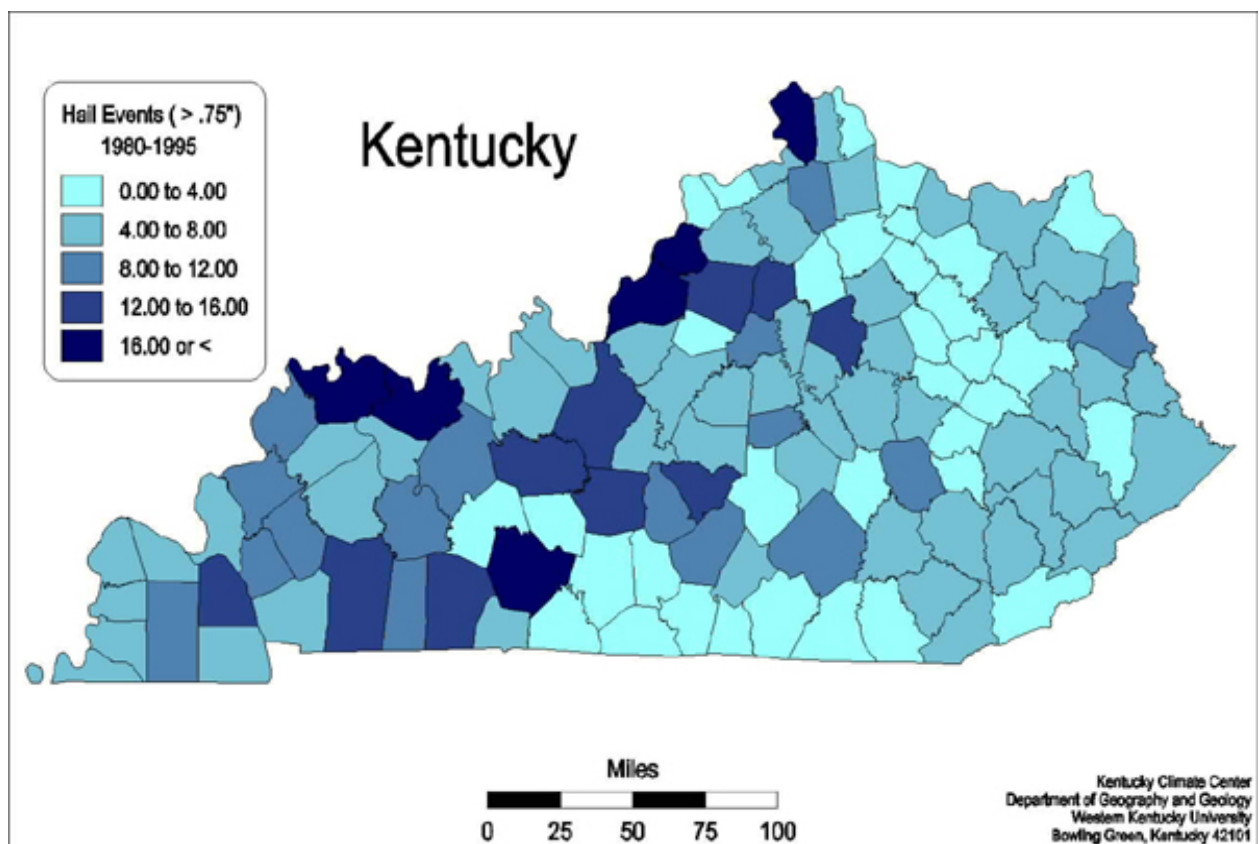 Hail Events ( > .75")
1980-1995
0.00 to 4.00
4.00 to 8.00
8.00 to 12.00
12.00 to 16.00
16.00 or <
Kentucky
Miles
0 25 50 75 100
Kentucky Climate Center
Department of Geography and Geology
Western Kentucky University
Bowling Green, Kentucky 42101